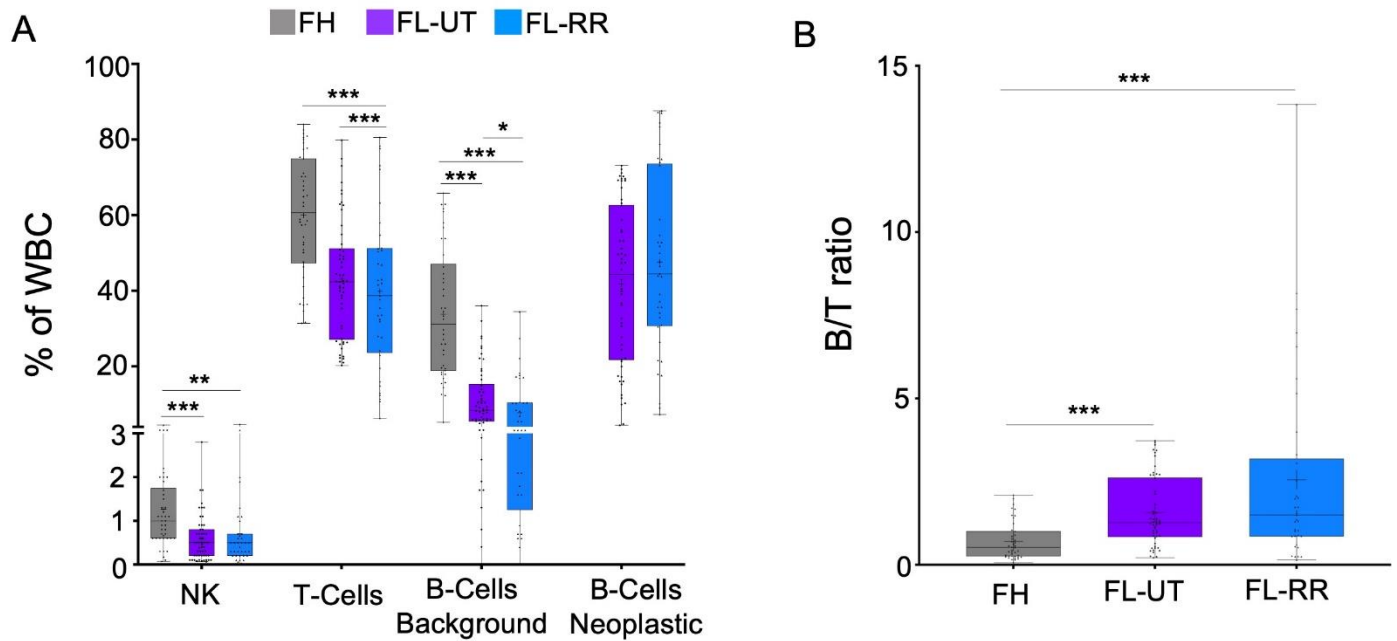 A
FH FL-UT FL-RR
% of WBC
100
80
60
40
20
3
2
1
0
***
***
*
***
***
**
***
NK
T-Cells
B-Cells
Background
B-Cells
Neoplastic
B
B/T ratio
15
10
5
0
***
***
FH
FL-UT
FL-RR